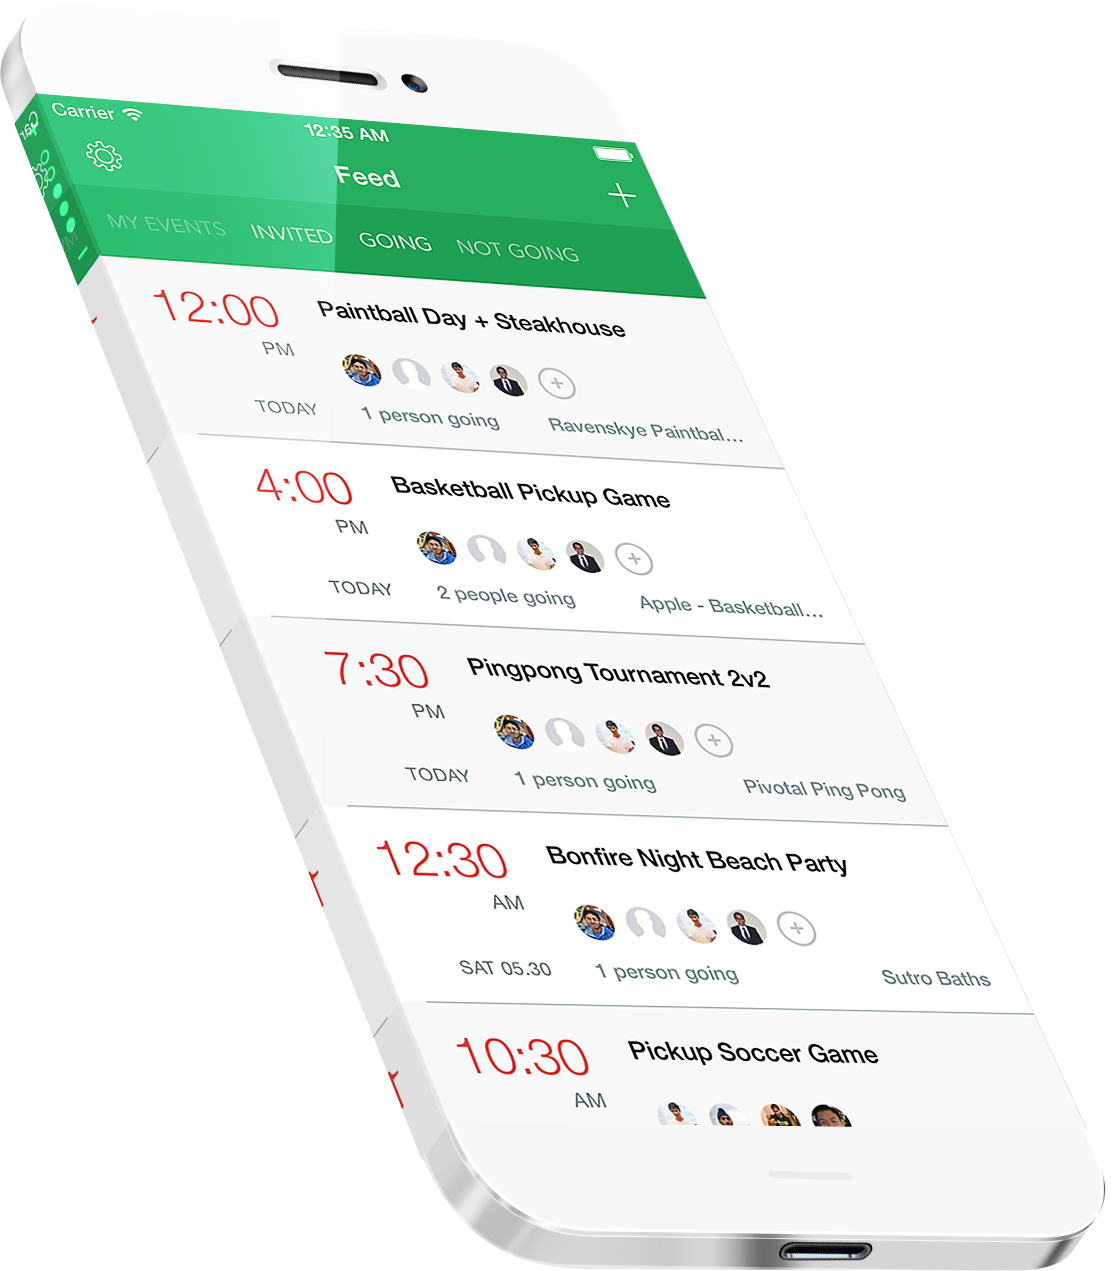 Carrier
12:35 AM
Feed
MY EVENTS INVITED GOING NOT GOING
12:00 Paintball Day + Steakhouse
PM
TODAY 1 person going Ravenskye Paintbal...
4:00 Basketball Pickup Game
PM
TODAY 2 people going Apple - Basketball...
7:30 Pingpong Tournament 2v2
PM
TODAY 1 person going Pivotal Ping Pong
12:30 Bonfire Night Beach Party
AM
SAT 05.30 1 person going Sutro Baths
10:30 Pickup Soccer Game
AM